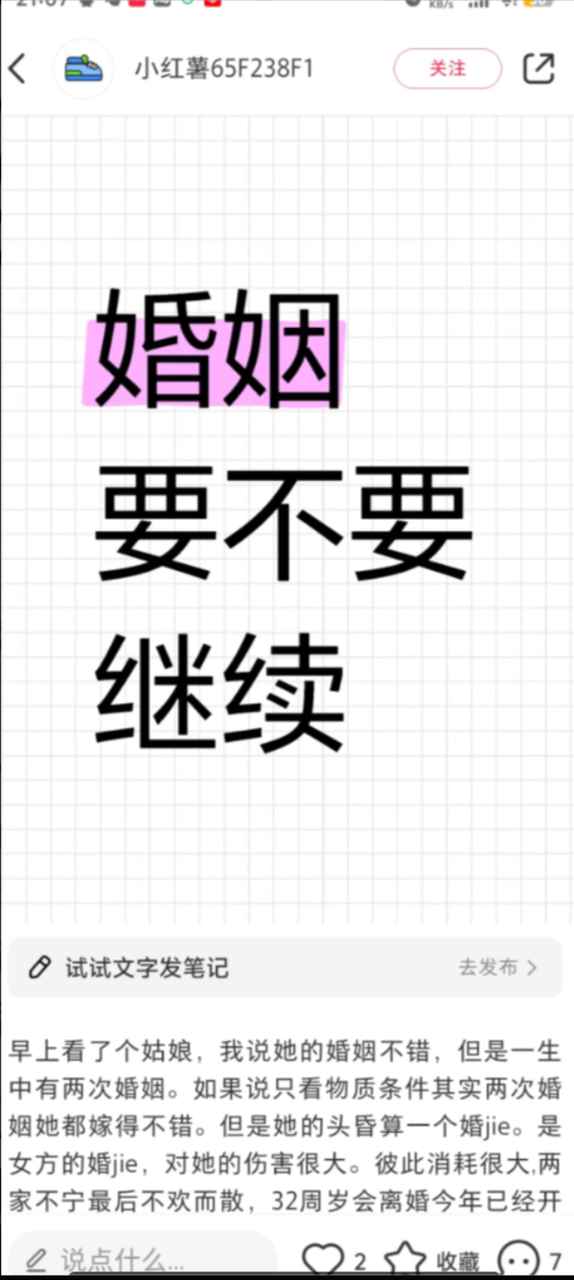 KB/s
小红薯65F238F1
关注
婚姻
要不要
继续
试试文字发笔记
去发布
早上看了个姑娘，我说她的婚姻不错，但是一生
中有两次婚姻。如果说只看物质条件其实两次婚
姻她都嫁得不错。但是她的头昏算一个婚jie。是
女方的婚jie，对她的伤害很大。彼此消耗很大,两
家不宁最后不欢而散，32周岁会离婚今年已经开
说点什么...
2
收藏
7